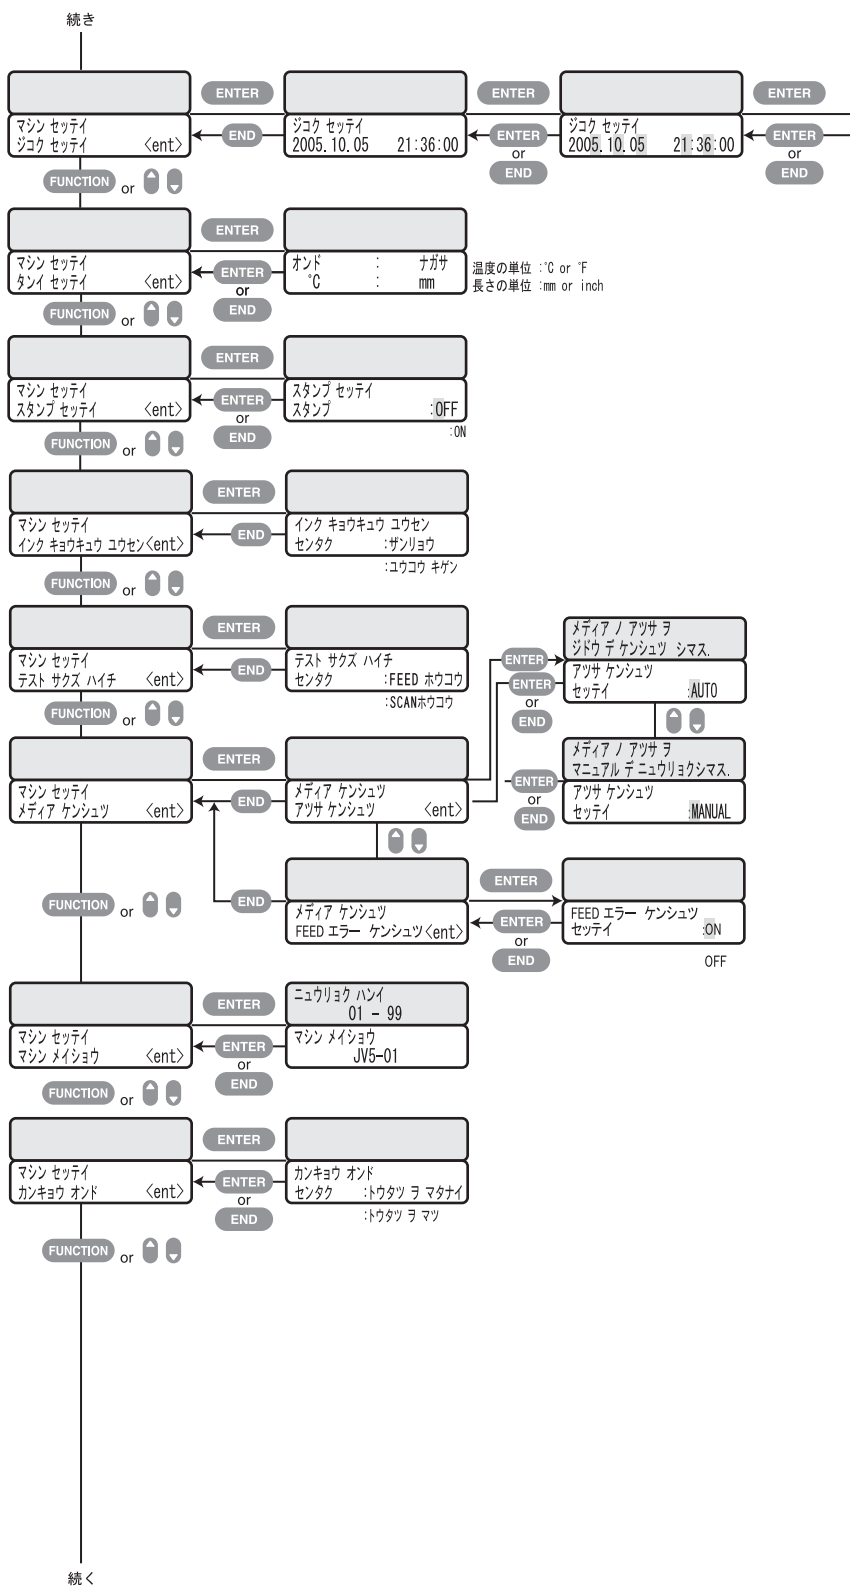 続き
ENTER
ENTER
ENTER
マシン セッテイ
ジコク セッテイ <ent>
END
ジコク セッテイ
2005.10.05 21:36:00
ENTER
or
END
ジコク セッテイ
2005.10.05 21:36:00
ENTER
or
END
FUNCTION or
ENTER
マシン セッテイ
タンイ セッテイ <ent>
ENTER
or
END
オンド : ナガサ
°C : mm
温度の単位 :°C or °F
長さの単位 :mm or inch
FUNCTION or
ENTER
マシン セッテイ
スタンプ セッテイ <ent>
ENTER
or
END
スタンプ セッテイ
スタンプ :OFF
:ON
FUNCTION or
ENTER
マシン セッテイ
インク キョウキュウ ユウセン<ent>
END
インク キョウキュウ ユウセン
センタク :ザンリョウ
:ユウコウ キゲン
FUNCTION or
ENTER
マシン セッテイ
テスト サクズ ハイチ <ent>
END
テスト サクズ ハイチ
センタク :FEED ホウコウ
:SCANホウコウ
FUNCTION or
ENTER
ENTER
or
END
メディア ノ アツサ ヲ
ジドウ デ ケンシュツ シマス.
アツサ ケンシュツ
セッテイ :AUTO
ENTER
マシン セッテイ
メディア ケンシュツ <ent>
END
メディア ケンシュツ
アツサ ケンシュツ <ent>
ENTER
or
END
メディア ノ アツサ ヲ
マニュアル デ ニュウリョクシマス.
アツサ ケンシュツ
セッテイ :MANUAL
FUNCTION or
END
メディア ケンシュツ
FEED エラー ケンシュツ<ent>
ENTER
ENTER
or
END
FEED エラー ケンシュツ
セッテイ :ON
OFF
ENTER
マシン セッテイ
マシン メイショウ <ent>
ENTER
or
END
ニュウリョク ハンイ
01 - 99
マシン メイショウ
JV5-01
FUNCTION or
ENTER
マシン セッテイ
カンキョウ オンド <ent>
ENTER
or
END
カンキョウ オンド
センタク :トウタツ ヲ マタナイ
:トウタツ ヲ マツ
FUNCTION or
続く